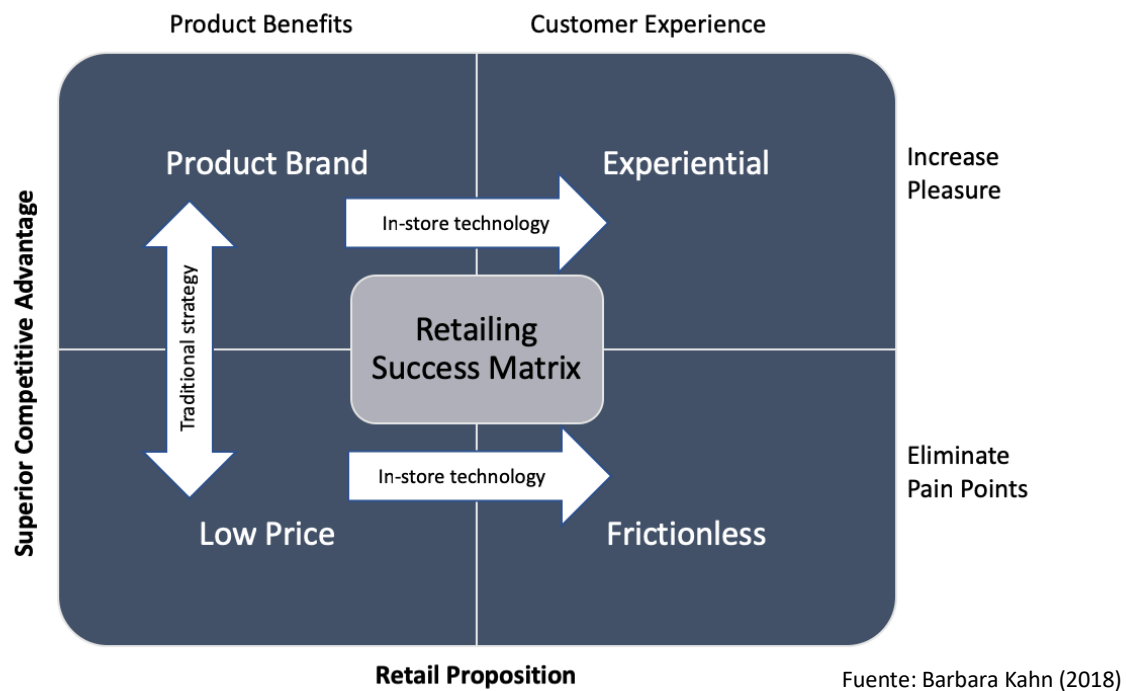 Product Benefits
Customer Experience
Product Brand
Experiential
Increase
Pleasure
In-store technology
Superior Competitive Advantage
Traditional strategy
Retailing
Success Matrix
In-store technology
Eliminate
Pain Points
Low Price
Frictionless
Retail Proposition
Fuente: Barbara Kahn (2018)